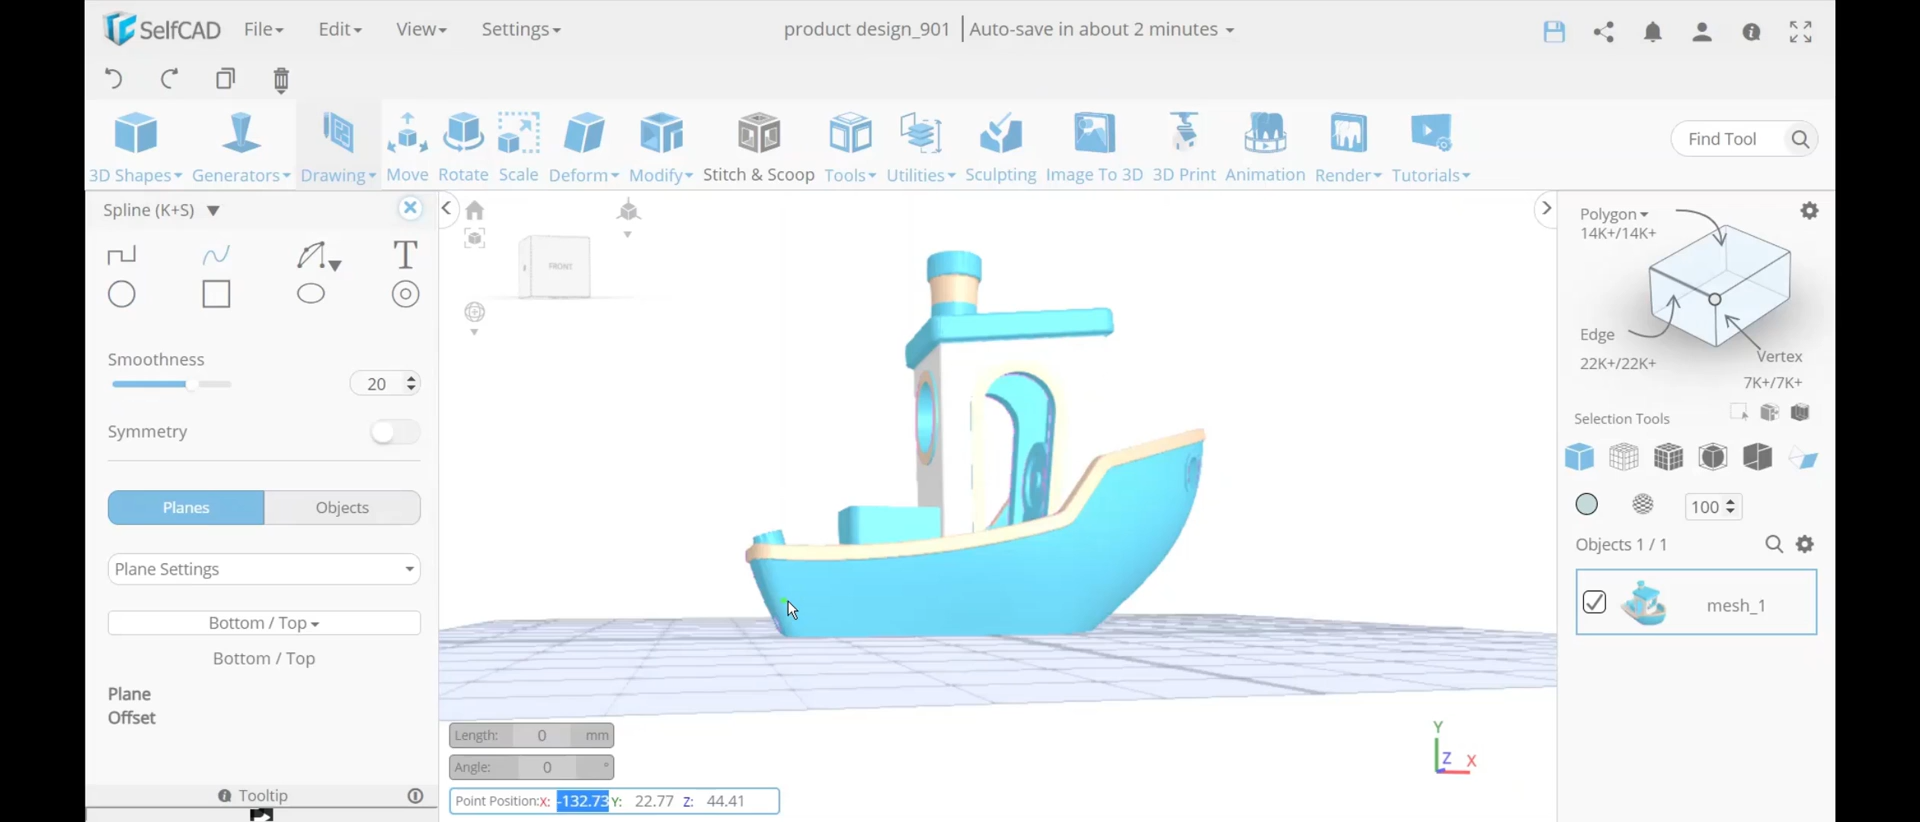 SelfCAD
File
Edit
View
Settings
product design_901
Auto-save in about 2 minutes
3D Shapes
Generators
Drawing
Move
Rotate
Scale
Deform
Modify
Stitch & Scoop
Tools
Utilities
Sculpting
Image To 3D
3D Print
Animation
Render
Tutorials
Find Tool
Spline (K+S)
T
Smoothness
20
Symmetry
Planes
Objects
Plane Settings
Bottom / Top
Bottom / Top
Plane
Offset
Tooltip
FRONT
Length: 0 mm
Angle: 0 °
Point Position:X: -132.73 Y: 22.77 Z: 44.41
Y
Z
X
Polygon
14K+/14K+
Edge
22K+/22K+
Vertex
7K+/7K+
Selection Tools
100
Objects 1 / 1
mesh_1